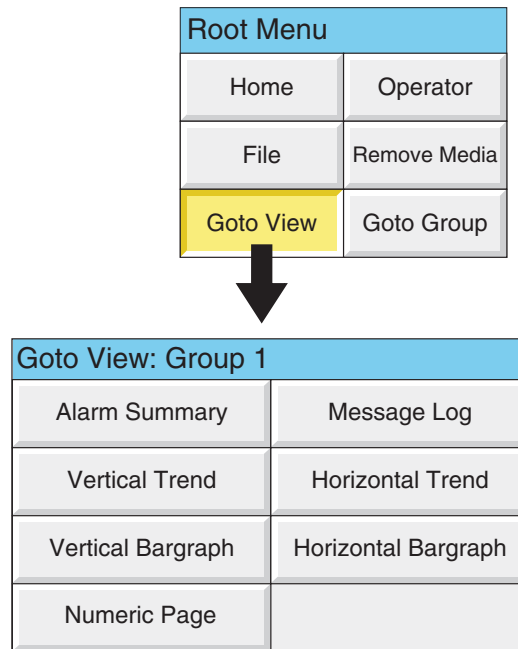 Root Menu
Home Operator
File Remove Media
Goto View Goto Group
Goto View: Group 1
Alarm Summary Message Log
Vertical Trend Horizontal Trend
Vertical Bargraph Horizontal Bargraph
Numeric Page